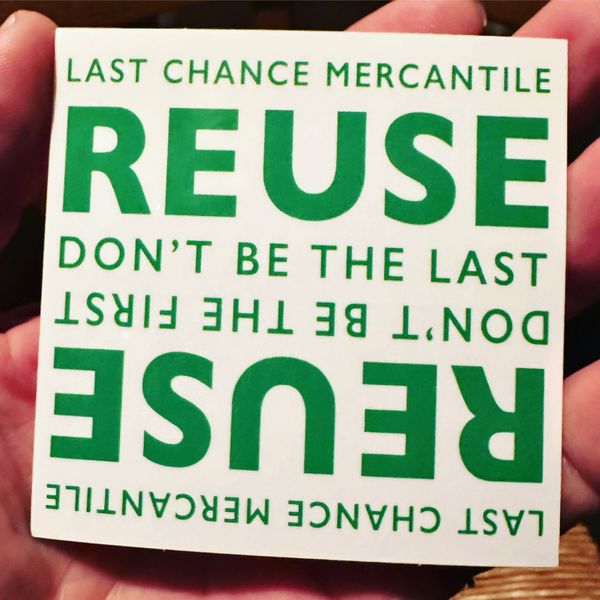 LAST CHANCE MERCANTILE
REUSE
DON'T BE THE LAST
DON'T BE THE FIRST
REUSE
LAST CHANCE MERCANTILE